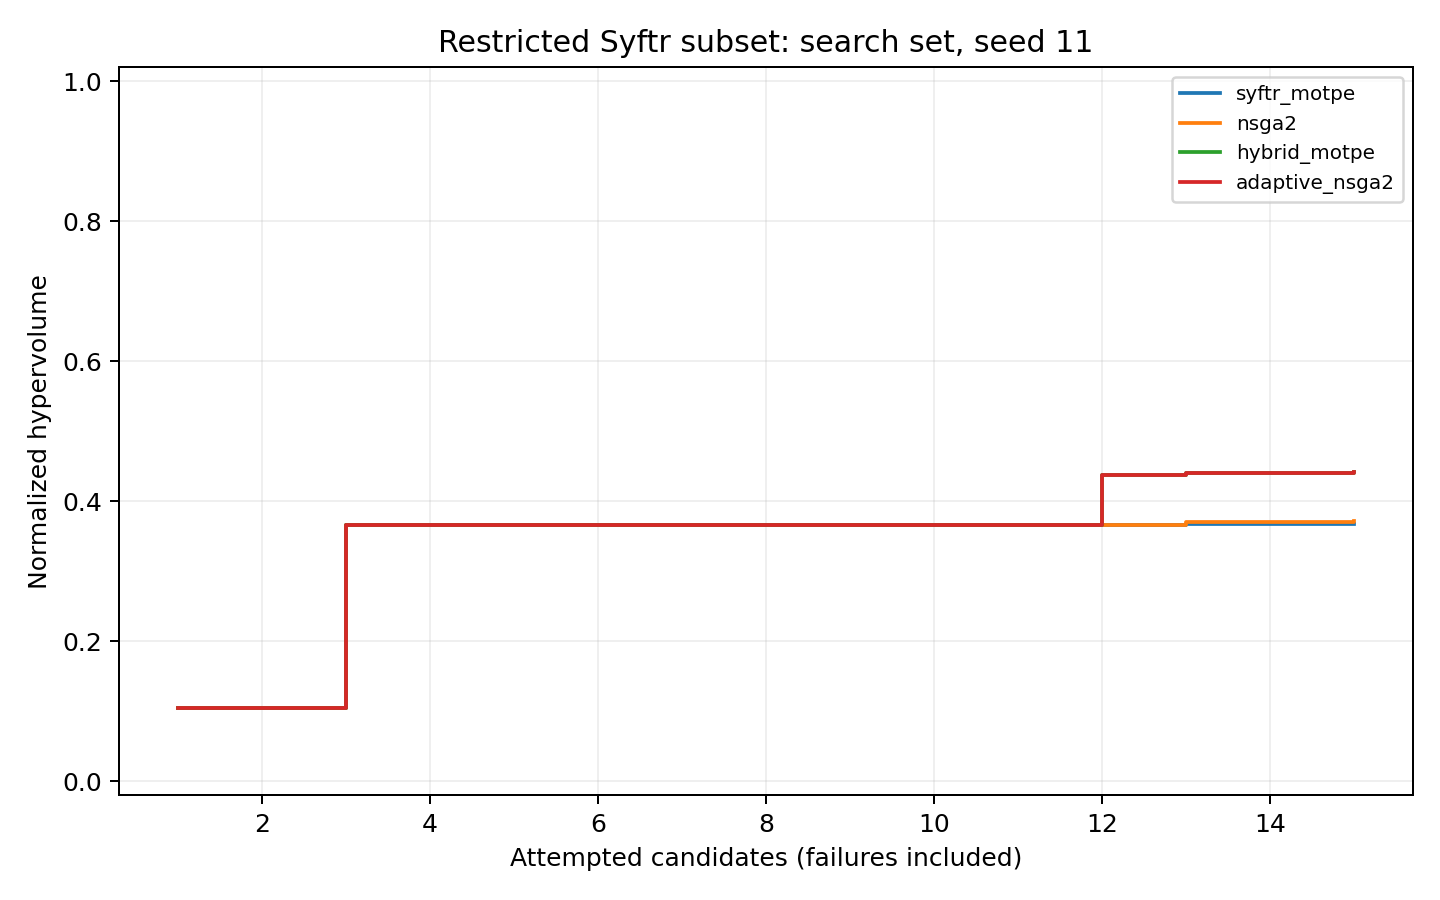 Restricted Syftr subset: search set, seed 11
1.0
0.8
0.6
0.4
0.2
0.0
Normalized hypervolume
syftr_motpe
nsga2
hybrid_motpe
adaptive_nsga2
2 4 6 8 10 12 14
Attempted candidates (failures included)